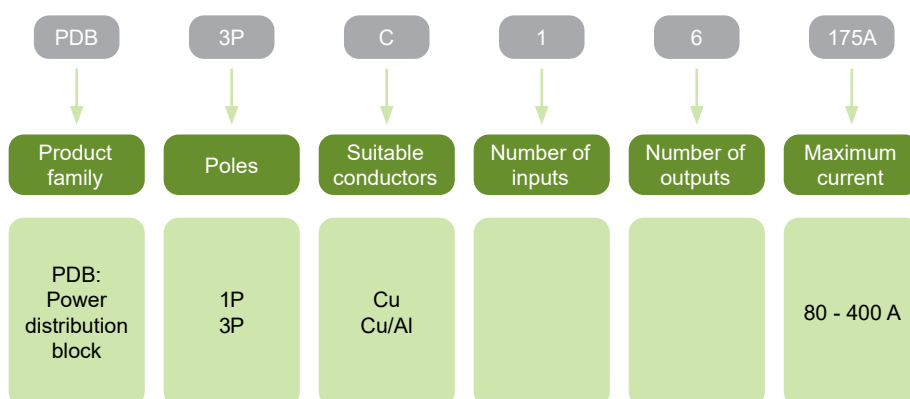 PDB 3P C 1 6 175A
Product family
Poles
Suitable conductors
Number of inputs
Number of outputs
Maximum current
PDB:
Power
distribution
block
1P
3P
Cu
Cu/Al
80 - 400 A